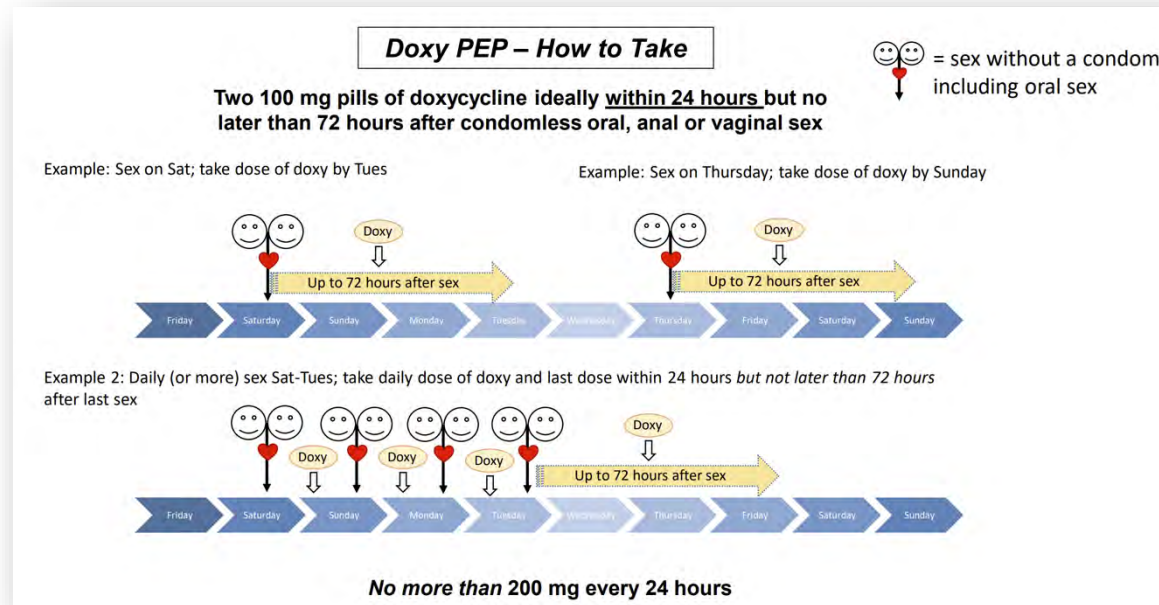 Doxy PEP – How to Take
= sex without a condom
including oral sex
Two 100 mg pills of doxycycline ideally within 24 hours but no
later than 72 hours after condomless oral, anal or vaginal sex
Example: Sex on Sat; take dose of doxy by Tues
Example: Sex on Thursday; take dose of doxy by Sunday
Doxy
Doxy
Up to 72 hours after sex
Up to 72 hours after sex
Friday Saturday Sunday Monday Tuesday Wednesday Thursday Friday Saturday Sunday
Example 2: Daily (or more) sex Sat-Tues; take daily dose of doxy and last dose within 24 hours but not later than 72 hours
after last sex
Doxy
Doxy Doxy Doxy
Up to 72 hours after sex
Friday Saturday Sunday Monday Tuesday Wednesday Thursday Friday Saturday Sunday
No more than 200 mg every 24 hours